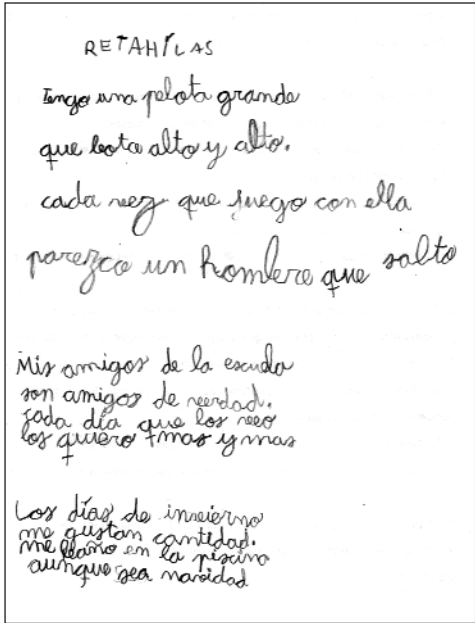 RETAHÍLAS
Tengo una pelota grande
que bota alto y alto.
cada vez que juego con ella
parezco un hombre que salta
Mis amigos de la escuela
son amigos de verdad.
cada día que los veo
los quiero mas y mas
Los días de invierno
me gustan cantidad.
me baño en la piscina
aunque sea navidad